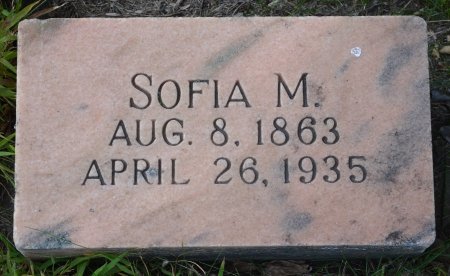 SOFIA M.
AUG. 8, 1863
APRIL 26, 1935